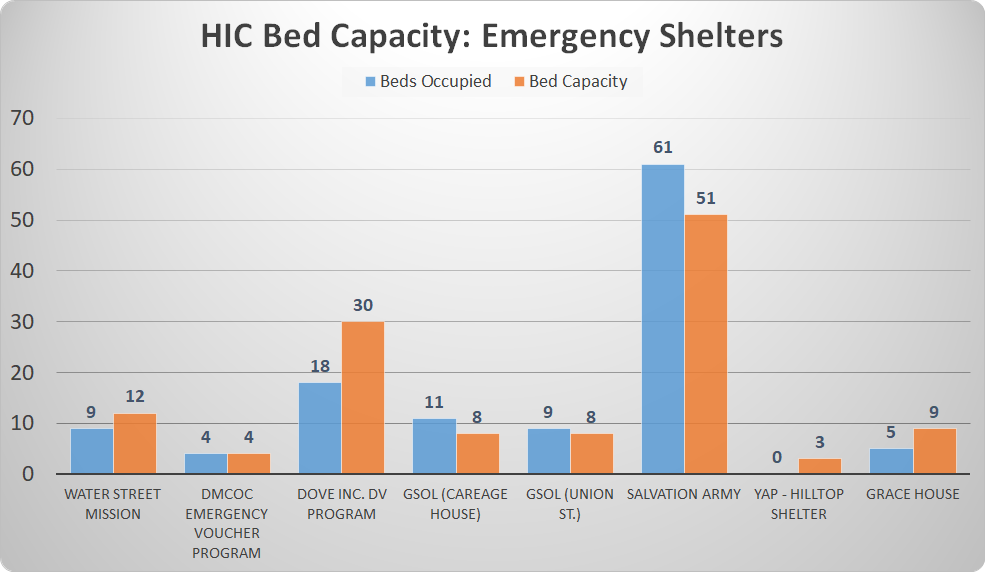 HIC Bed Capacity: Emergency Shelters
Beds Occupied Bed Capacity
70
60
50
40
30
20
10
0
9 12
4 4
18 30
11 8
9 8
61 51
0 3
5 9
WATER STREET
MISSION
DMCOC
EMERGENCY
VOUCHER
PROGRAM
DOVE INC. DV
PROGRAM
GSOL (CAREAGE
HOUSE)
GSOL (UNION
ST.)
SALVATION ARMY
YAP - HILLTOP
SHELTER
GRACE HOUSE